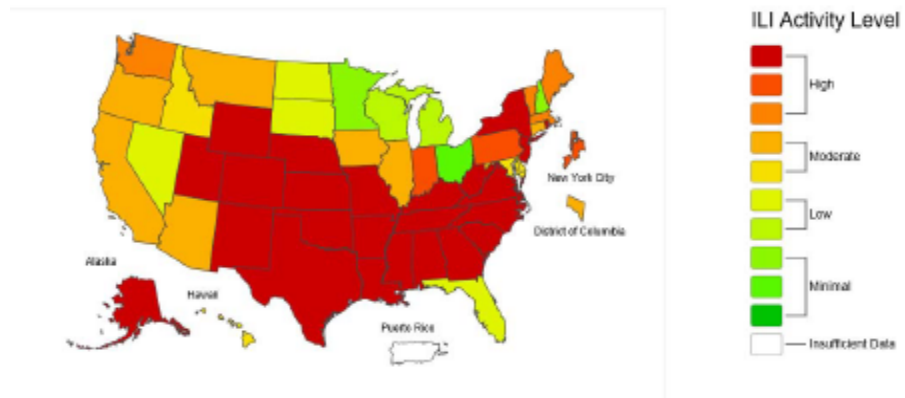 ILI Activity Level
High
Moderate
New York City
Low
District of Columbia
Alaska
Hawaii
Minimal
Puerto Rico
Insufficient Data